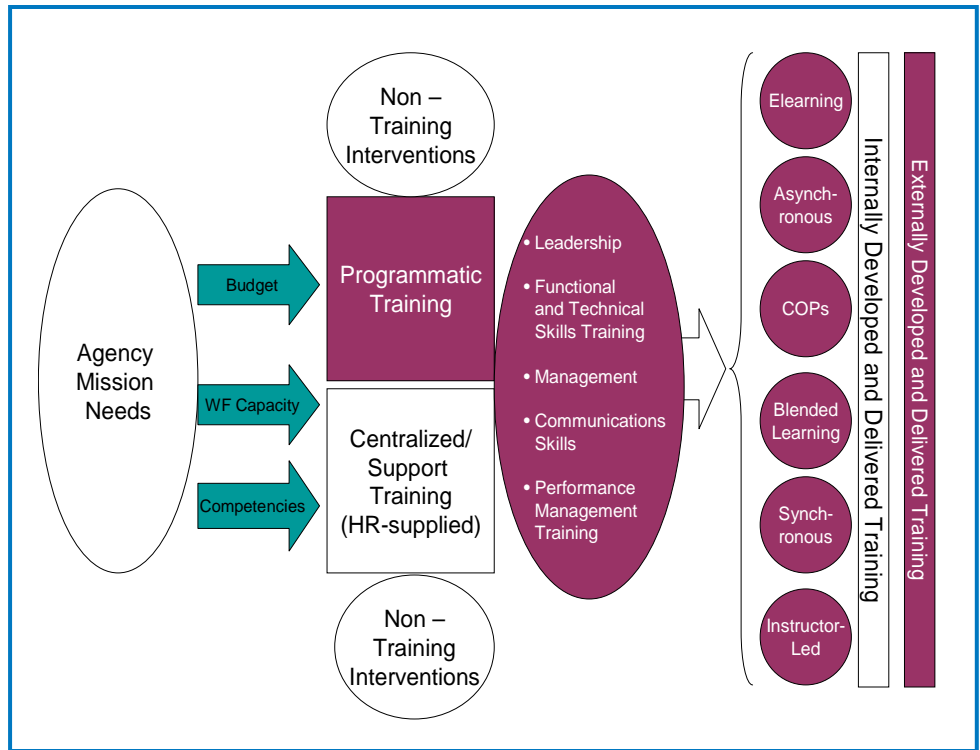 Agency
Mission
Needs
Budget
WF Capacity
Competencies
Non –
Training
Interventions
Programmatic
Training
Centralized/
Support
Training
(HR-supplied)
Non –
Training
Interventions
• Leadership
• Functional
and Technical
Skills Training
• Management
• Communications
Skills
• Performance
Management
Training
Elearning
Asynch-
ronous
COPs
Blended
Learning
Synch-
ronous
Instructor-
Led
Internally Developed and Delivered Training
Externally Developed and Delivered Training